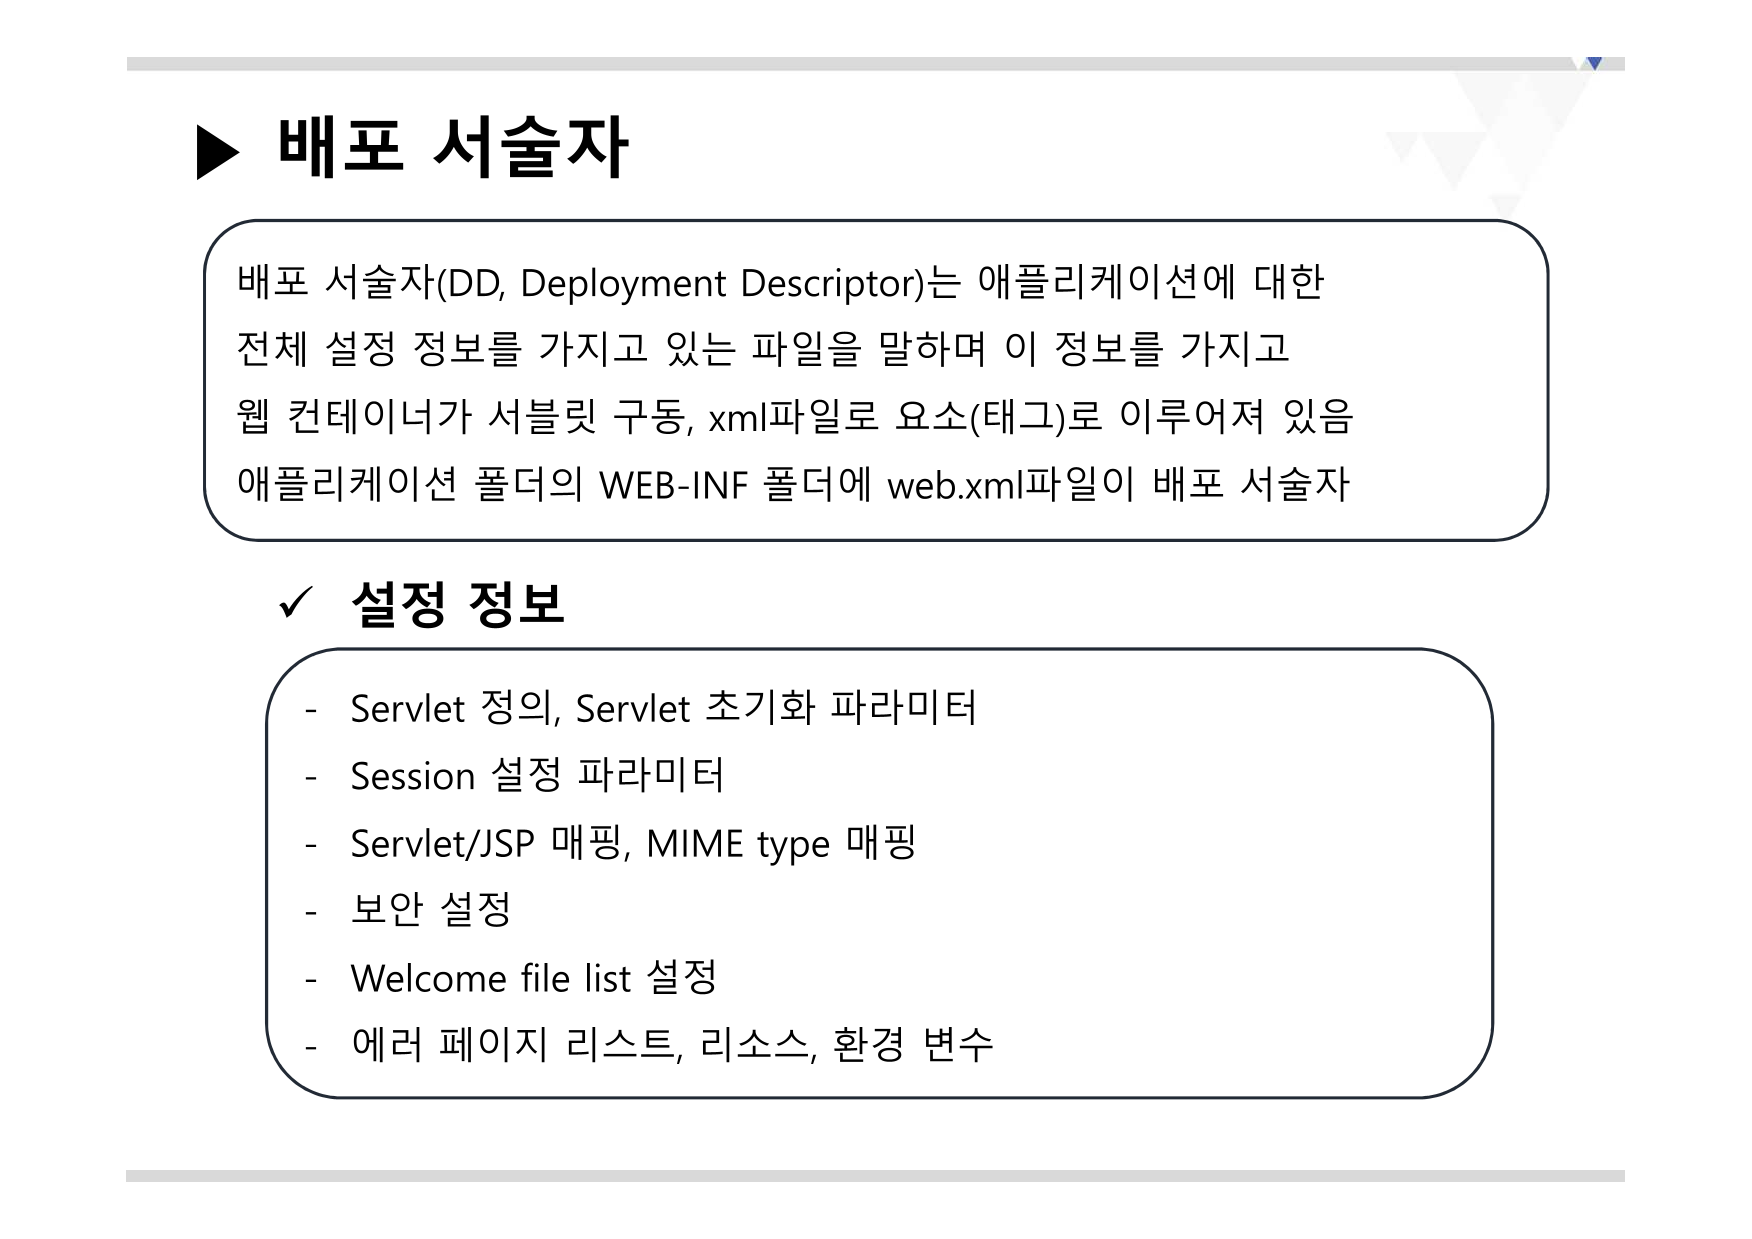 ▶ 배포 서술자
배포 서술자(DD, Deployment Descriptor)는 애플리케이션에 대한
전체 설정 정보를 가지고 있는 파일을 말하며 이 정보를 가지고
웹 컨테이너가 서블릿 구동, xml파일로 요소(태그)로 이루어져 있음
애플리케이션 폴더의 WEB-INF 폴더에 web.xml파일이 배포 서술자
✓ 설정 정보
- Servlet 정의, Servlet 초기화 파라미터
- Session 설정 파라미터
- Servlet/JSP 매핑, MIME type 매핑
- 보안 설정
- Welcome file list 설정
- 에러 페이지 리스트, 리소스, 환경 변수